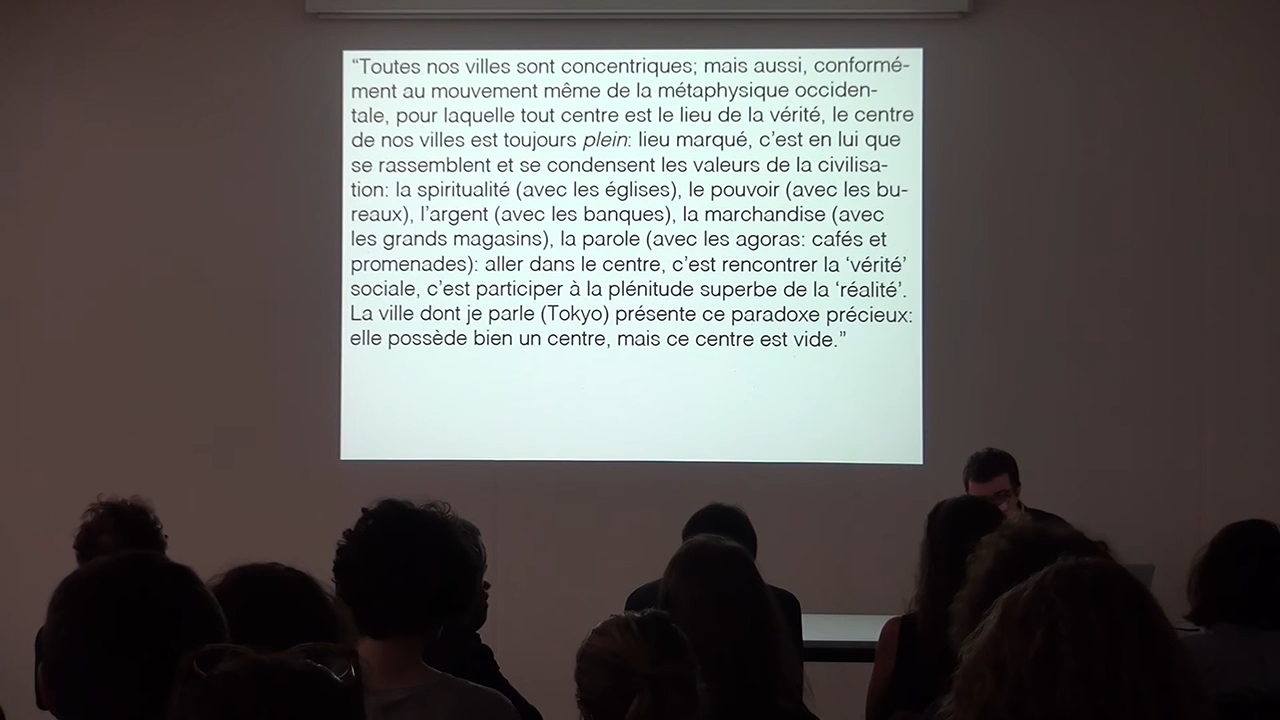 “Toutes nos villes sont concentriques; mais aussi, conformé-
ment au mouvement même de la métaphysique occiden-
tale, pour laquelle tout centre est le lieu de la vérité, le centre
de nos villes est toujours plein: lieu marqué, c’est en lui que
se rassemblent et se condensent les valeurs de la civilisa-
tion: la spiritualité (avec les églises), le pouvoir (avec les bu-
reaux), l’argent (avec les banques), la marchandise (avec
les grands magasins), la parole (avec les agoras: cafés et
promenades): aller dans le centre, c’est rencontrer la ‘vérité’
sociale, c’est participer à la plénitude superbe de la ‘réalité’.
La ville dont je parle (Tokyo) présente ce paradoxe précieux:
elle possède bien un centre, mais ce centre est vide.”